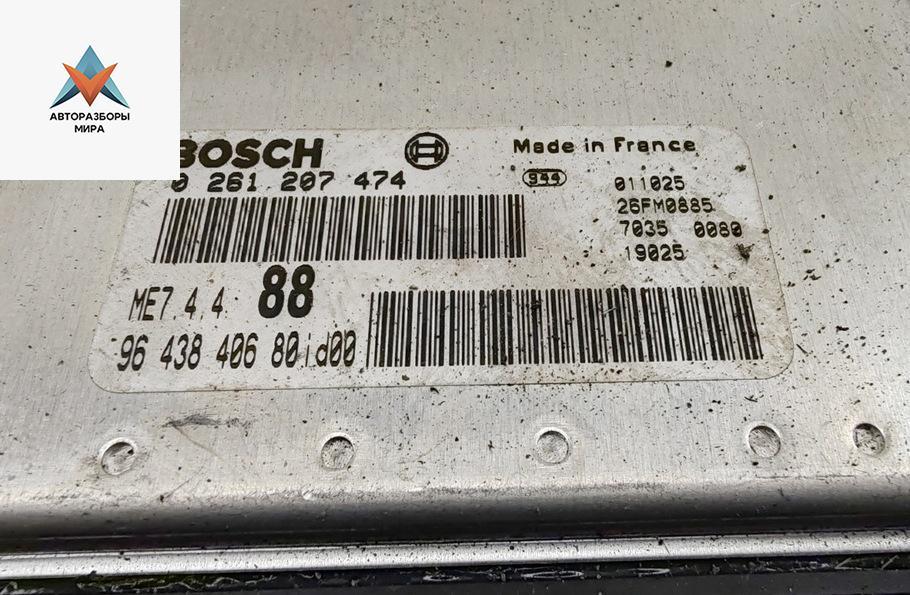 АВТОРАЗБОРЫ
МИРА
BOSCH
Made in France
0 261 207 474
944
011025
26FM0885
7035 0080
19025
ME7.4.4 88
96 438 406 80 id00